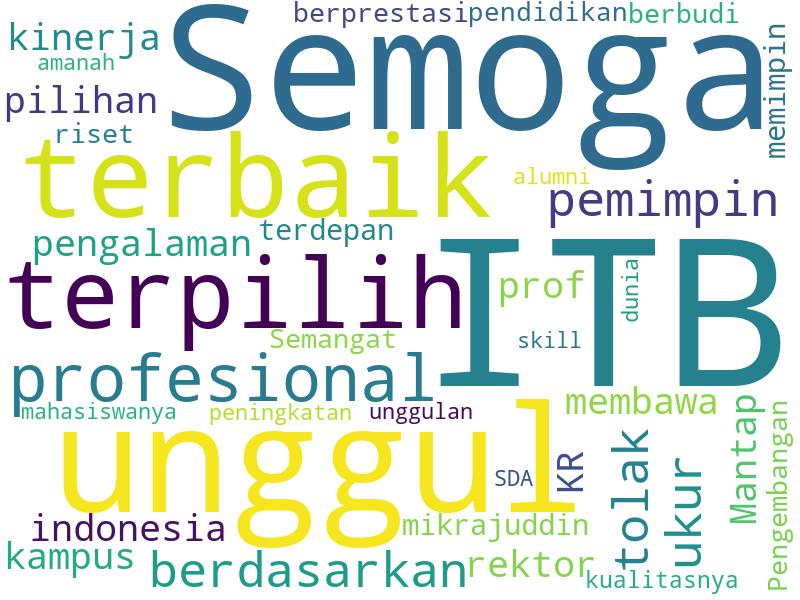 berprestasi
pendidikan
berbudi
kinerja
Semoga
memimpin
amanah
pilihan
riset
terbaik
alumni
pemimpin
terdepan
pengalaman
ITB
terpilih
prof
dunia
Semangat
skill
profesional
membawa
mahasiswanya
peningkatan
unggulan
unggul
Mantap
Pengembangan
tolak
ukur
KR
SDA
indonesia
mikrajuddin
kampus
berdasarkan
rektor
kualitasnya